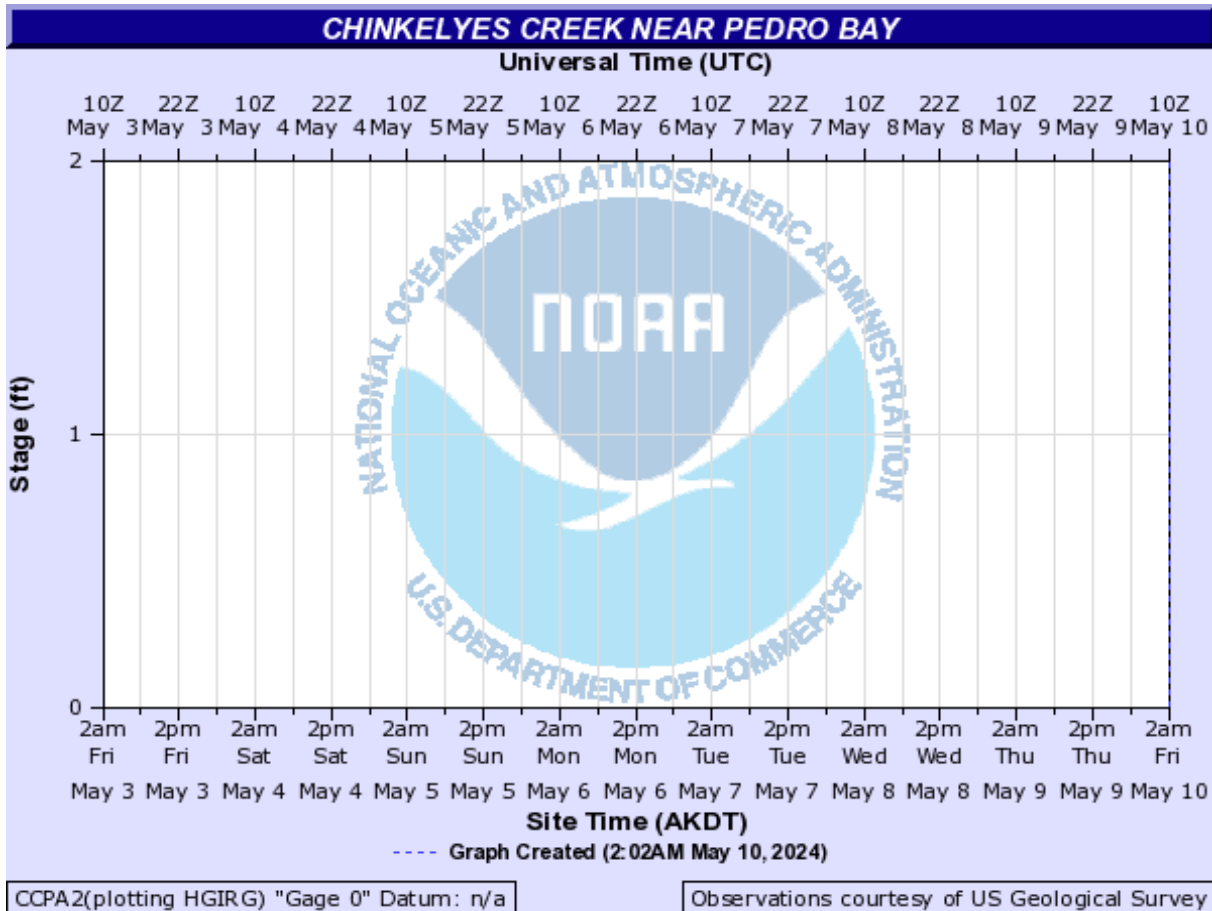 CHINKELYES CREEK NEAR PEDRO BAY
Universal Time (UTC)
10Z 22Z 10Z 22Z 10Z 22Z 10Z 22Z 10Z 22Z 10Z 22Z 10Z 22Z 10Z
May 3 May 3 May 4 May 4 May 5 May 5 May 6 May 6 May 7 May 7 May 8 May 8 May 9 May 9 May 10
2
NATIONAL OCEANIC AND ATMOSPHERIC ADMINISTRATION
NOAA
Stage (ft)
1
U.S. DEPARTMENT OF COMMERCE
0
2am 2pm 2am 2pm 2am 2pm 2am 2pm 2am 2pm 2am 2pm 2am 2pm 2am
Fri Fri Sat Sat Sun Sun Mon Mon Tue Tue Wed Wed Thu Thu Fri
May 3 May 3 May 4 May 4 May 5 May 5 May 6 May 6 May 7 May 7 May 8 May 8 May 9 May 9 May 10
Site Time (AKDT)
---- Graph Created (2:02AM May 10, 2024)
CCPA2(plotting HGIRG) "Gage 0" Datum: n/a
Observations courtesy of US Geological Survey